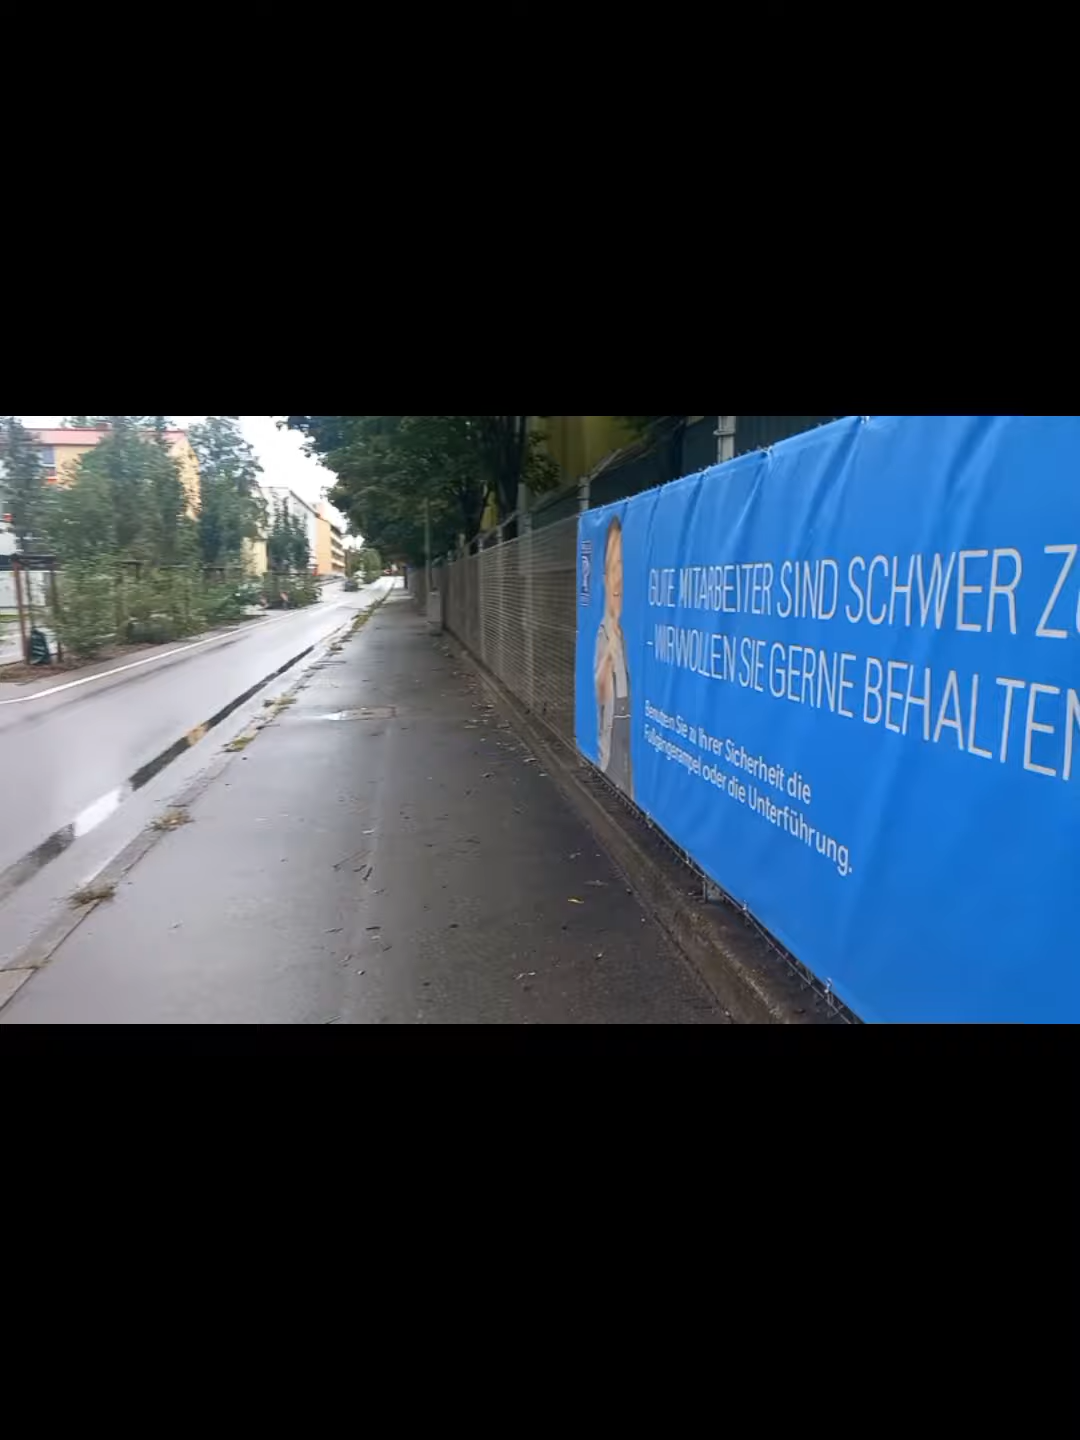 GUTE MITARBEITER SIND SCHWER
– WIR WOLLEN SIE GERNE BEHALTEN
Benutzen Sie zu Ihrer Sicherheit die
Fußgängerampel oder die Unterführung.